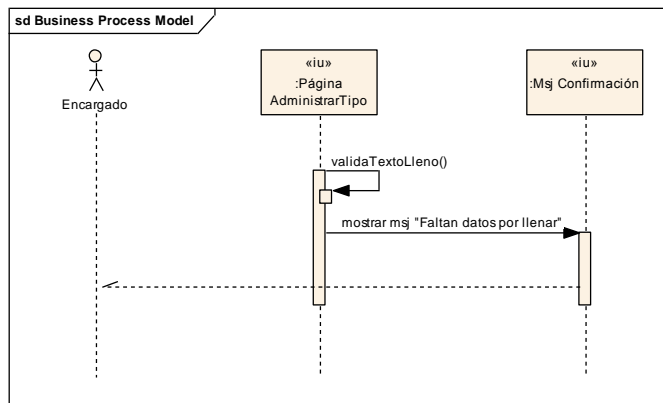 sd Business Process Model
Encargado
«iu»
:Página
AdministrarTipo
«iu»
:Msj Confirmación
validaTextoLleno()
mostrar msj "Faltan datos por llenar"